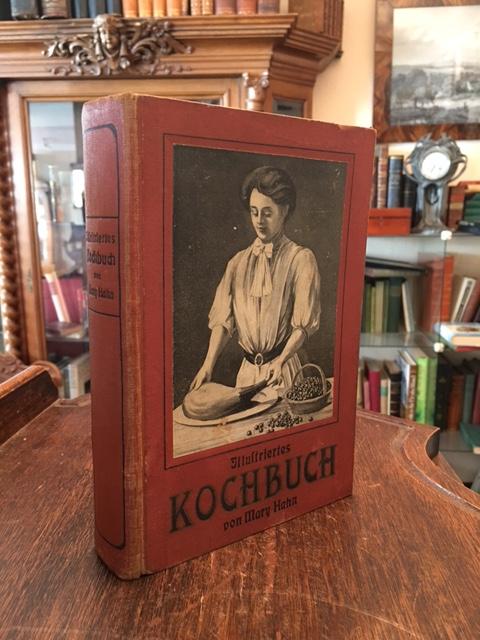 Illustriertes
Kochbuch
von
Mary Hahn
Illustriertes
KOCHBUCH
von Mary Hahn